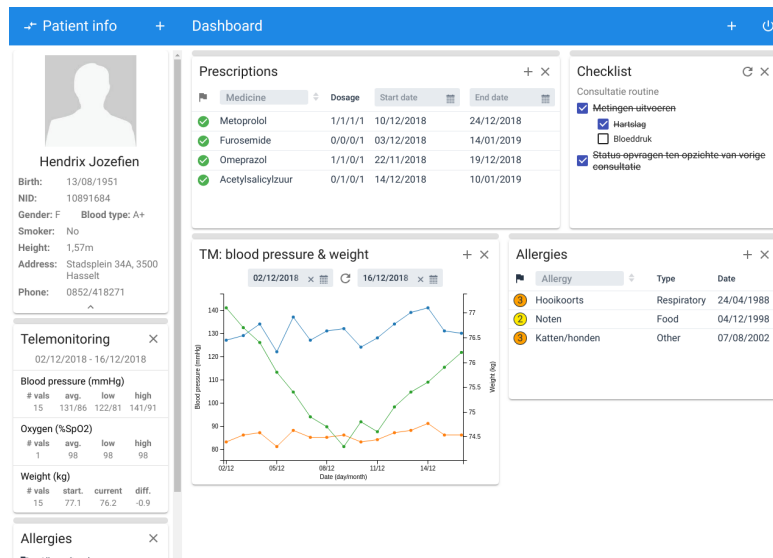 Patient info +
Dashboard +
Hendrix Jozefien
Birth: 13/08/1951
NID: 10891684
Gender: F Blood type: A+
Smoker: No
Height: 1,57m
Address: Stadsplein 34A, 3500
Hasselt
Phone: 0852/418271
Telemonitoring ×
02/12/2018 - 16/12/2018
Blood pressure (mmHg)
# vals avg. low high
15 131/86 122/81 141/91
Oxygen (%SpO2)
# vals avg. low high
1 98 98 98
Weight (kg)
# vals start. current diff.
15 77.1 76.2 -0.9
Allergies ×
Prescriptions + ×
Medicine Dosage Start date End date
Metoprolol 1/1/1/1 10/12/2018 24/12/2018
Furosemide 0/0/0/1 03/12/2018 14/01/2019
Omeprazol 1/1/0/1 22/11/2018 19/12/2018
Acetylsalicylzuur 0/1/0/1 14/12/2018 10/01/2019
Checklist ×
Consultatie routine
Metingen uitvoeren
Hartslag
Bloeddruk
Status opvragen ten opzichte van vorige
consultatie
TM: blood pressure & weight + ×
02/12/2018 × 16/12/2018 ×
Blood pressure (mmHg)
140
130
120
110
100
90
80
77
76.5
76
75.5
75
74.5
Weight (kg)
02/12 05/12 08/12 11/12 14/12
Date (day/month)
Allergies + ×
Allergy Type Date
3 Hooikoorts Respiratory 24/04/1988
2 Noten Food 04/12/1998
3 Katten/honden Other 07/08/2002